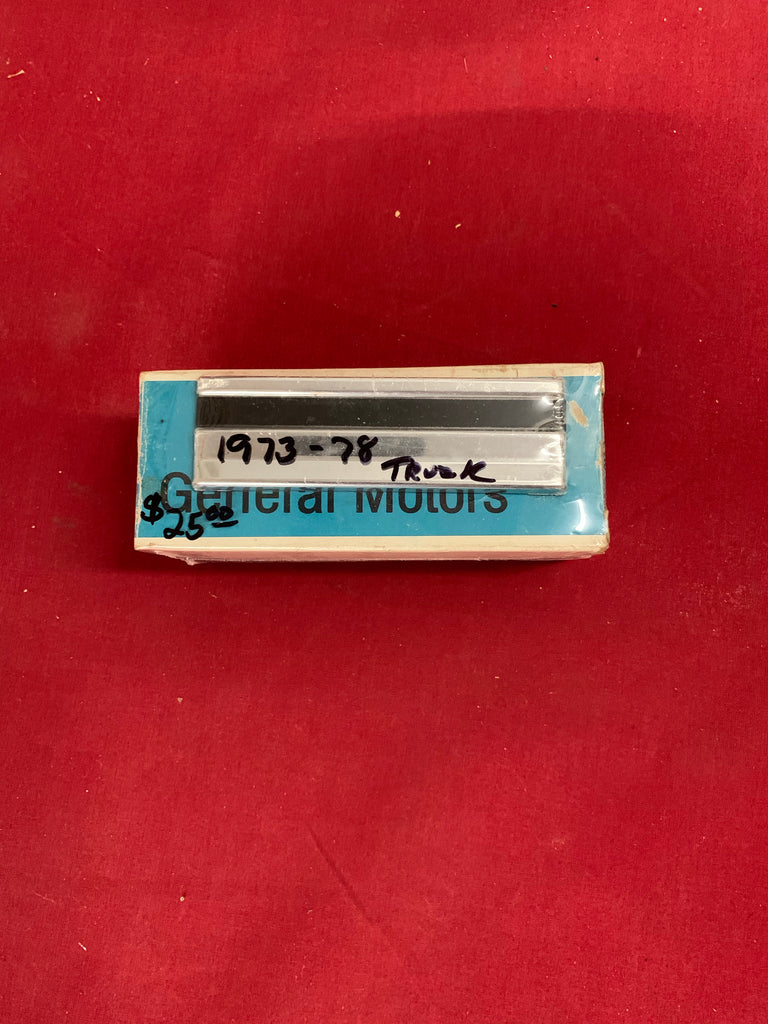 1973-78
TRUCK
General Motors
$25.00